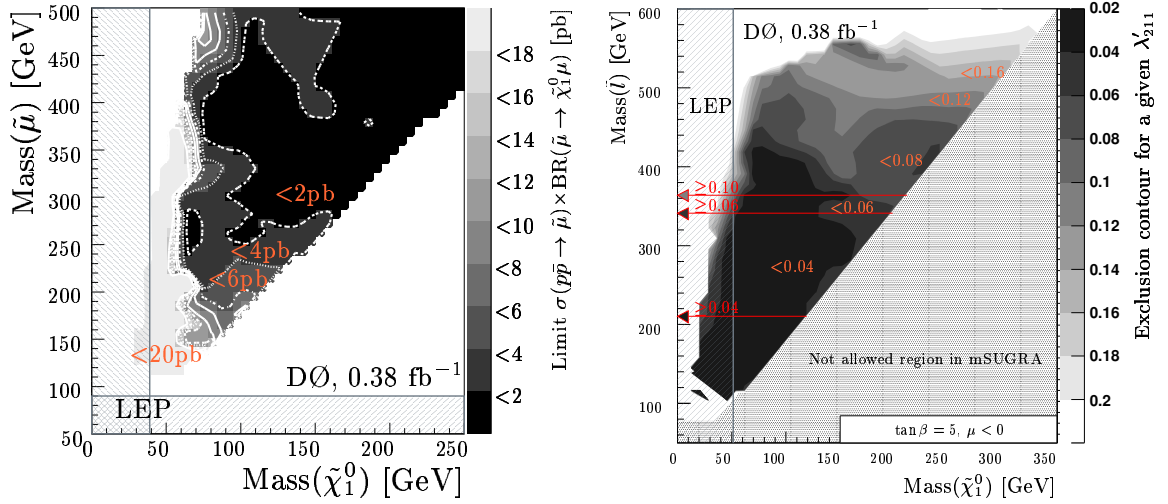 Mass(μ̃) [GeV]
500
450
400
350
300
250
200
150
100
50
0 50 100 150 200 250
Mass(χ̃⁰₁) [GeV]
<2pb
<4pb
<6pb
<20pb
DØ, 0.38 fb⁻¹
LEP
<18
<16
<14
<12
<10
<8
<6
<4
<2
Limit σ(pp̄ → μ̃)×BR(μ̃ → χ̃⁰₁μ) [pb]
Mass(l̃) [GeV]
600
500
400
300
200
100
0 50 100 150 200 250 300 350
Mass(χ̃⁰₁) [GeV]
DØ, 0.38 fb⁻¹
LEP
<0.16
<0.12
<0.08
≥0.10
≥0.06
<0.06
<0.04
≥0.04
Not allowed region in mSUGRA
tan β = 5, μ < 0
0.02
0.04
0.06
0.08
0.1
0.12
0.14
0.16
0.18
0.2
Exclusion contour for a given λ′₂₁₁